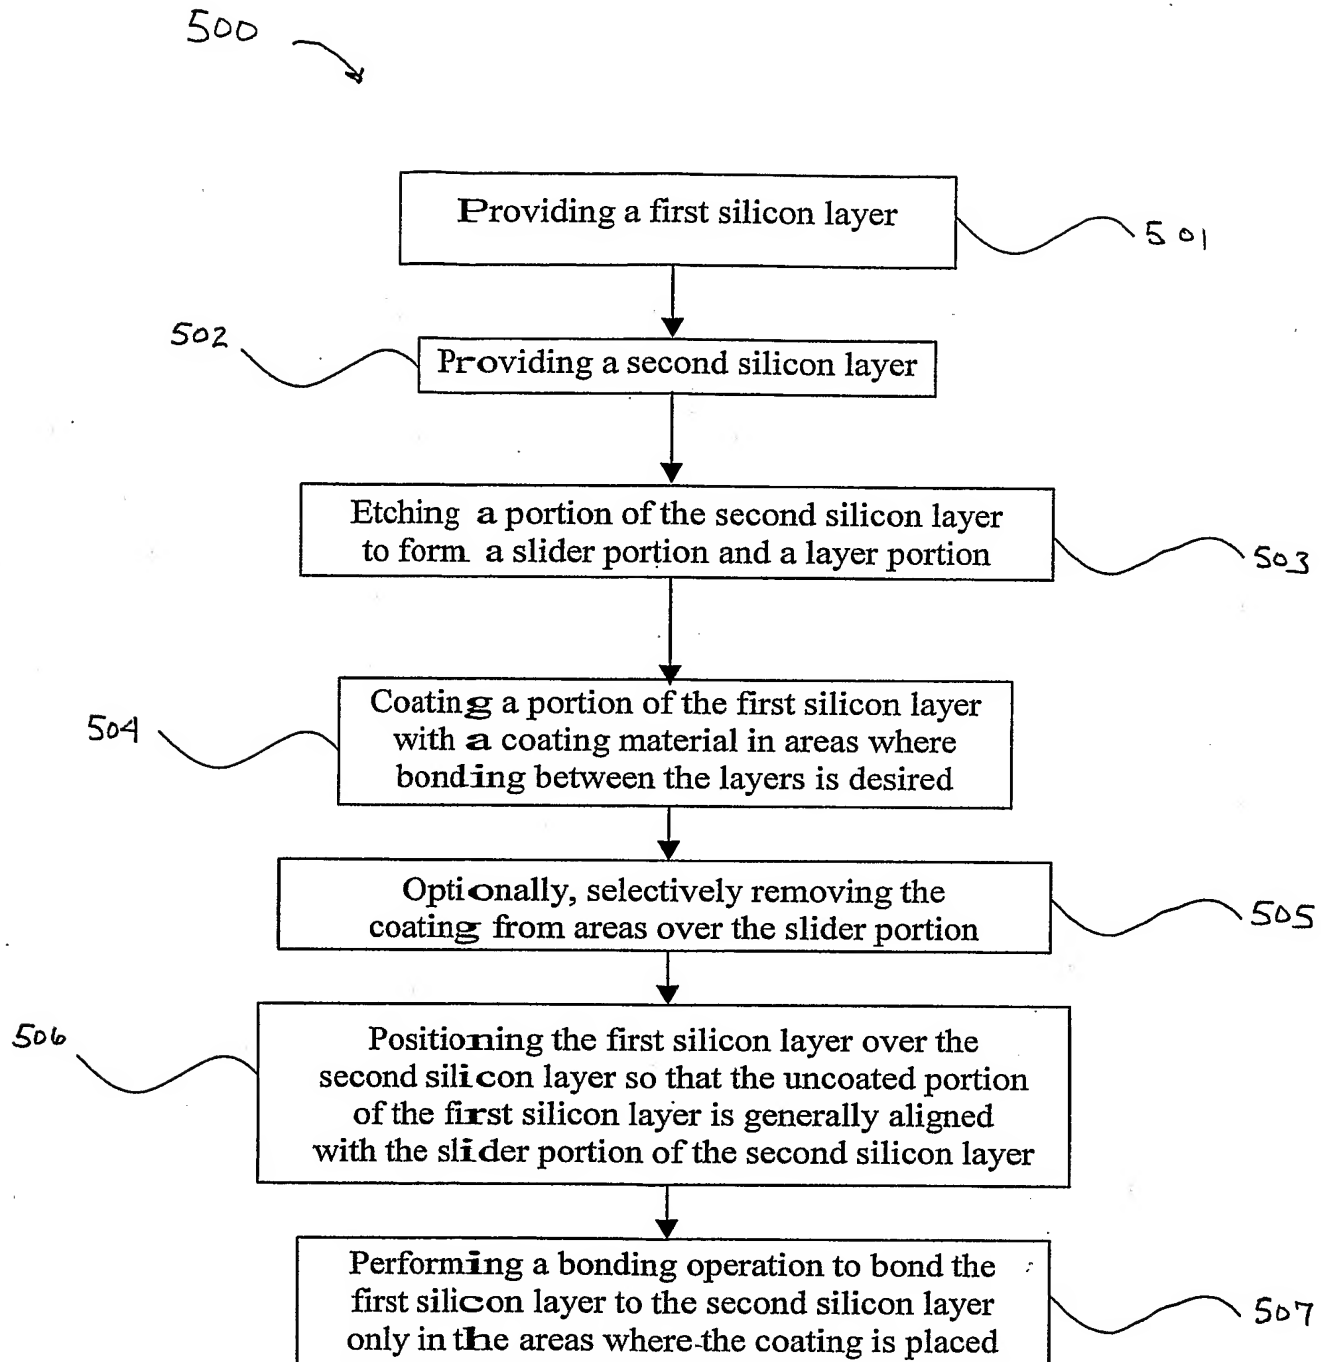 500
Providing a first silicon layer
501
502
Providing a second silicon layer
Etching a portion of the second silicon layer
to form a slider portion and a layer portion
503
504
Coating a portion of the first silicon layer
with a coating material in areas where
bonding between the layers is desired
Optionally, selectively removing the
coating from areas over the slider portion
505
506
Positioning the first silicon layer over the
second silicon layer so that the uncoated portion
of the first silicon layer is generally aligned
with the slider portion of the second silicon layer
Performing a bonding operation to bond the
first silicon layer to the second silicon layer
only in the areas where the coating is placed
507